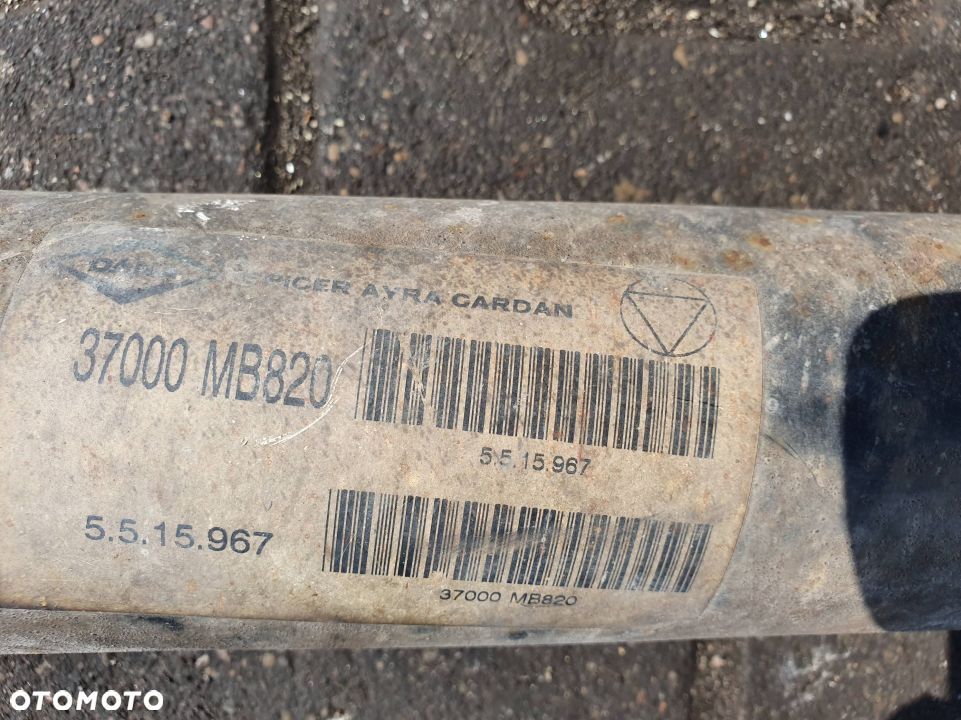 DANA
SPICER AYRA CARDAN
37000 MB820
5.5.15.967
5.5.15.967
37000 MB820
OTOMOTO